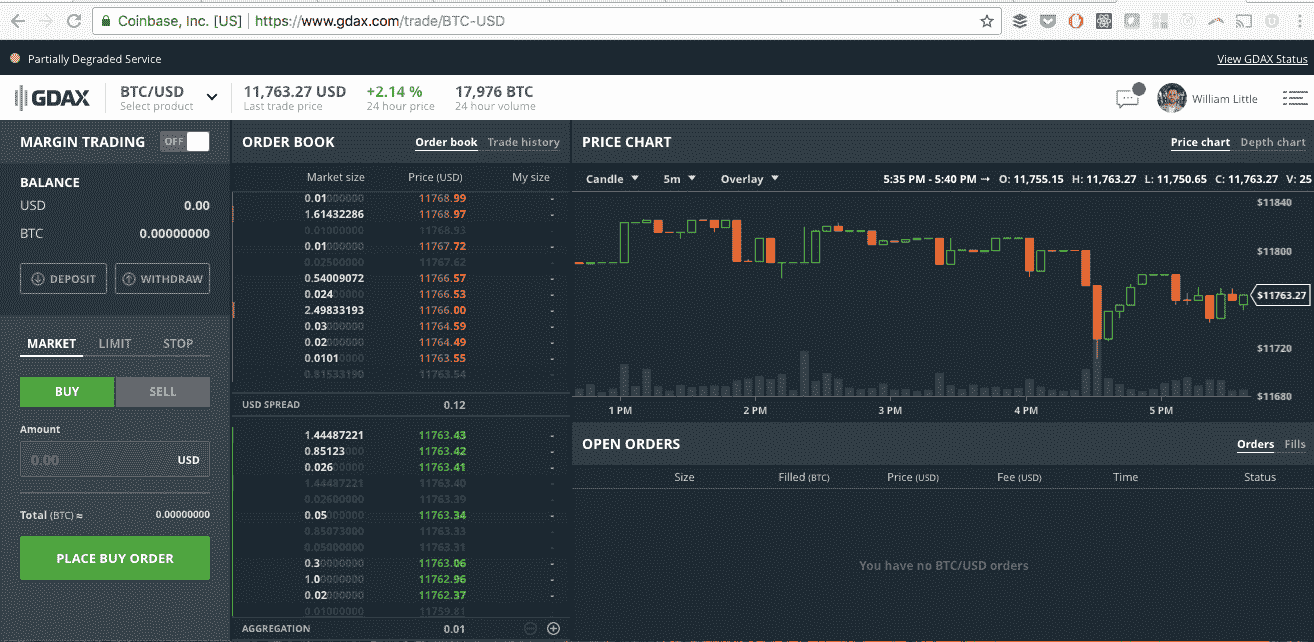 Coinbase, Inc. [US] https://www.gdax.com/trade/BTC-USD
Partially Degraded Service
View GDAX Status
GDAX
BTC/USD
Select product
11,763.27 USD
Last trade price
+2.14 %
24 hour price
17,976 BTC
24 hour volume
William Little
MARGIN TRADING
OFF
BALANCE
USD 0.00
BTC 0.00000000
DEPOSIT
WITHDRAW
MARKET LIMIT STOP
BUY SELL
Amount
0.00 USD
Total (BTC) ≈ 0.00000000
PLACE BUY ORDER
ORDER BOOK
Order book Trade history
Market size Price (USD) My size
0.01000000 11768.99 -
1.61432286 11768.97 -
0.01000000 11768.93 -
0.01000000 11767.72 -
0.02500000 11767.62 -
0.54009072 11766.57 -
0.02400000 11766.53 -
2.49833193 11766.00 -
0.03000000 11764.59 -
0.02000000 11764.49 -
0.01010000 11763.55 -
0.81533190 11763.54 -
USD SPREAD 0.12
1.44487221 11763.43 -
0.85123000 11763.42 -
0.02600000 11763.41 -
1.44487221 11763.40 -
0.02600000 11763.39 -
0.05000000 11763.34 -
0.85073000 11763.33 -
0.05000000 11763.31 -
0.30000000 11763.06 -
1.00000000 11762.96 -
0.02000000 11762.37 -
0.01000000 11759.81 -
AGGREGATION 0.01
PRICE CHART
Price chart Depth chart
Candle 5m Overlay
5:35 PM - 5:40 PM → O: 11,755.15 H: 11,763.27 L: 11,750.65 C: 11,763.27 V: 25
$11840
$11800
$11763.27
$11720
$11680
1 PM 2 PM 3 PM 4 PM 5 PM
OPEN ORDERS
Orders Fills
Size Filled (BTC) Price (USD) Fee (USD) Time Status
You have no BTC/USD orders